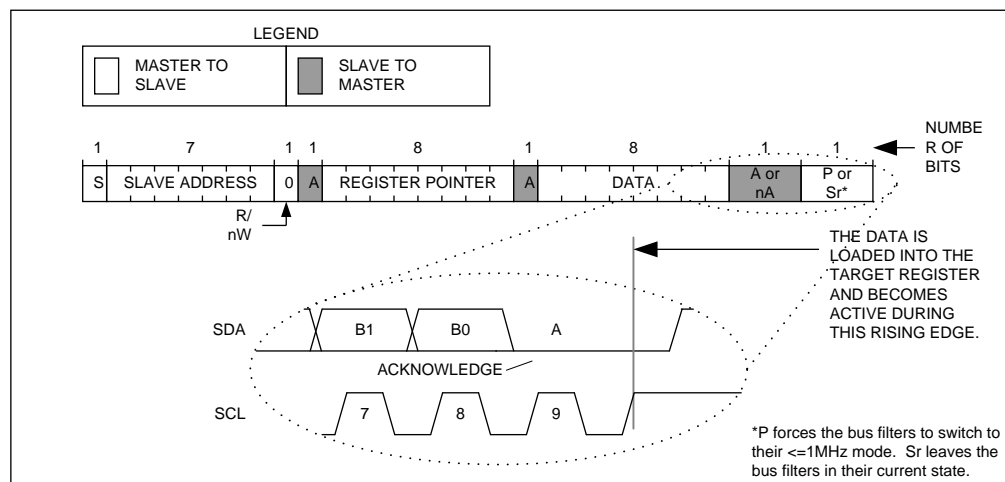 LEGEND
MASTER TO
SLAVE
SLAVE TO
MASTER
1 7 1 1 8 1 8 1 1
NUMBE
R OF
BITS
S SLAVE ADDRESS 0 A REGISTER POINTER A DATA A or
nA P or
Sr*
R/
nW
THE DATA IS
LOADED INTO THE
TARGET REGISTER
AND BECOMES
ACTIVE DURING
THIS RISING EDGE.
SDA B1 B0 A
ACKNOWLEDGE
SCL 7 8 9
*P forces the bus filters to switch to
their <=1MHz mode. Sr leaves the
bus filters in their current state.